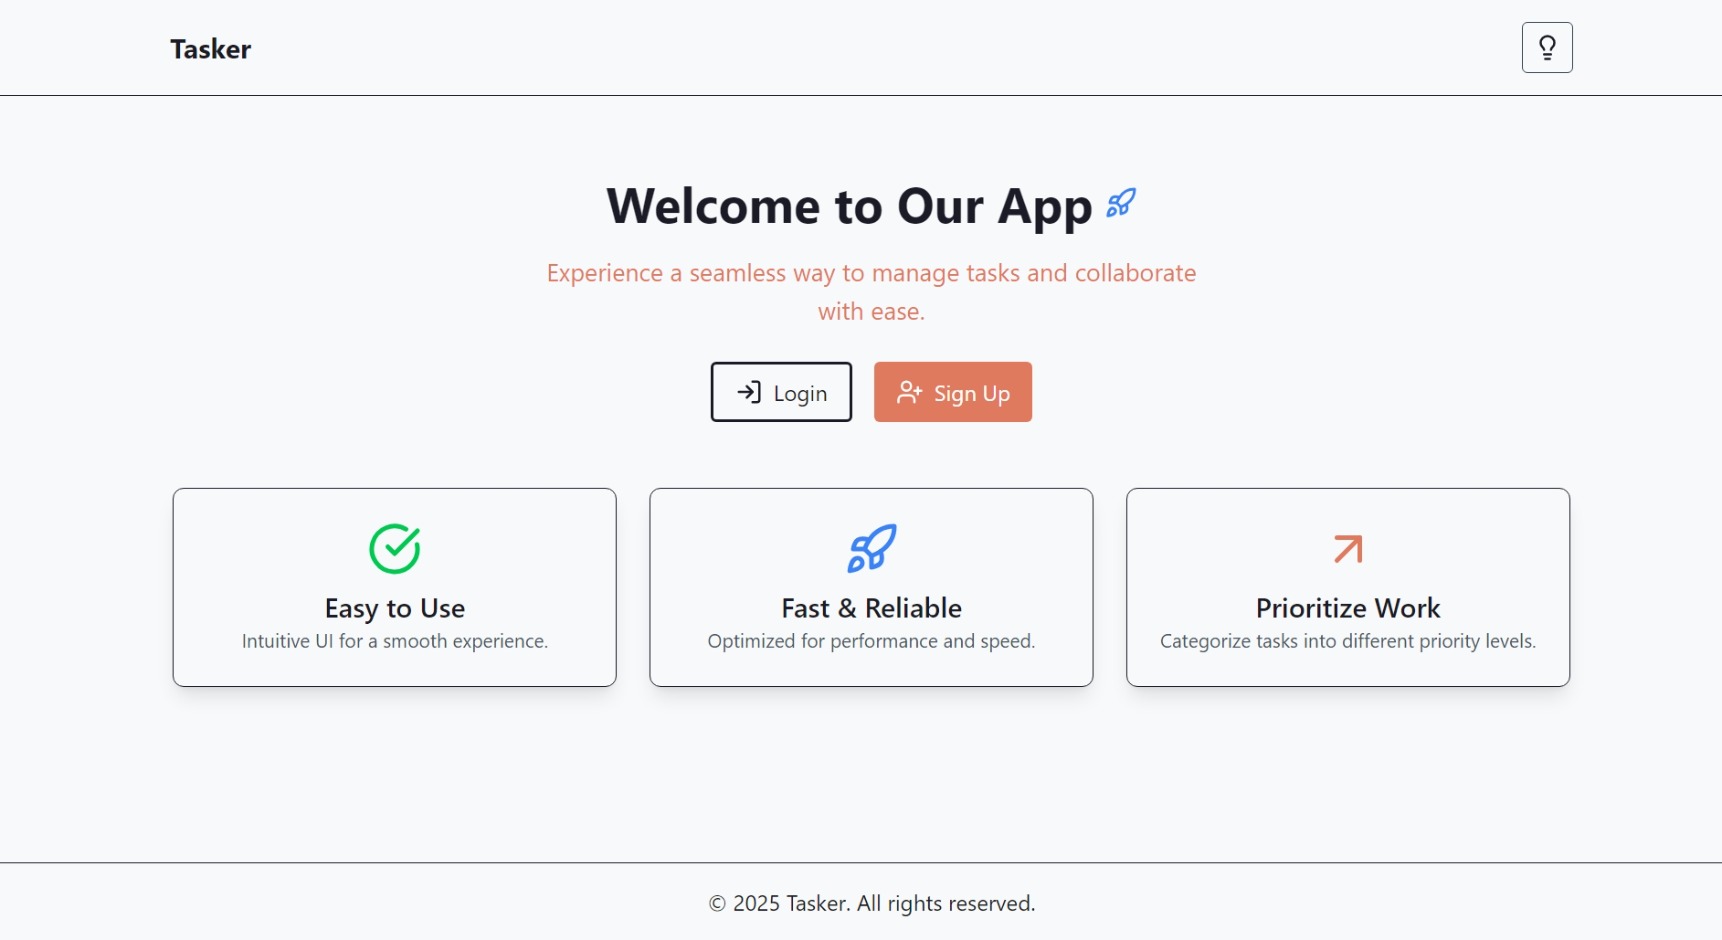 Tasker
Welcome to Our App
Experience a seamless way to manage tasks and collaborate
with ease.
Login
Sign Up
Easy to Use
Intuitive UI for a smooth experience.
Fast & Reliable
Optimized for performance and speed.
Prioritize Work
Categorize tasks into different priority levels.
© 2025 Tasker. All rights reserved.